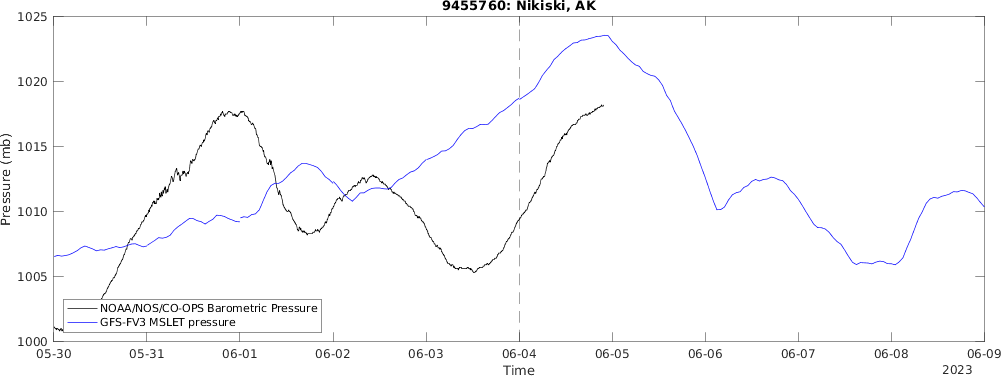 9455760: Nikiski, AK
Pressure (mb)
1025
1020
1015
1010
1005
1000
NOAA/NOS/CO-OPS Barometric Pressure
GFS-FV3 MSLET pressure
05-30 05-31 06-01 06-02 06-03 06-04 06-05 06-06 06-07 06-08 06-09
Time
2023